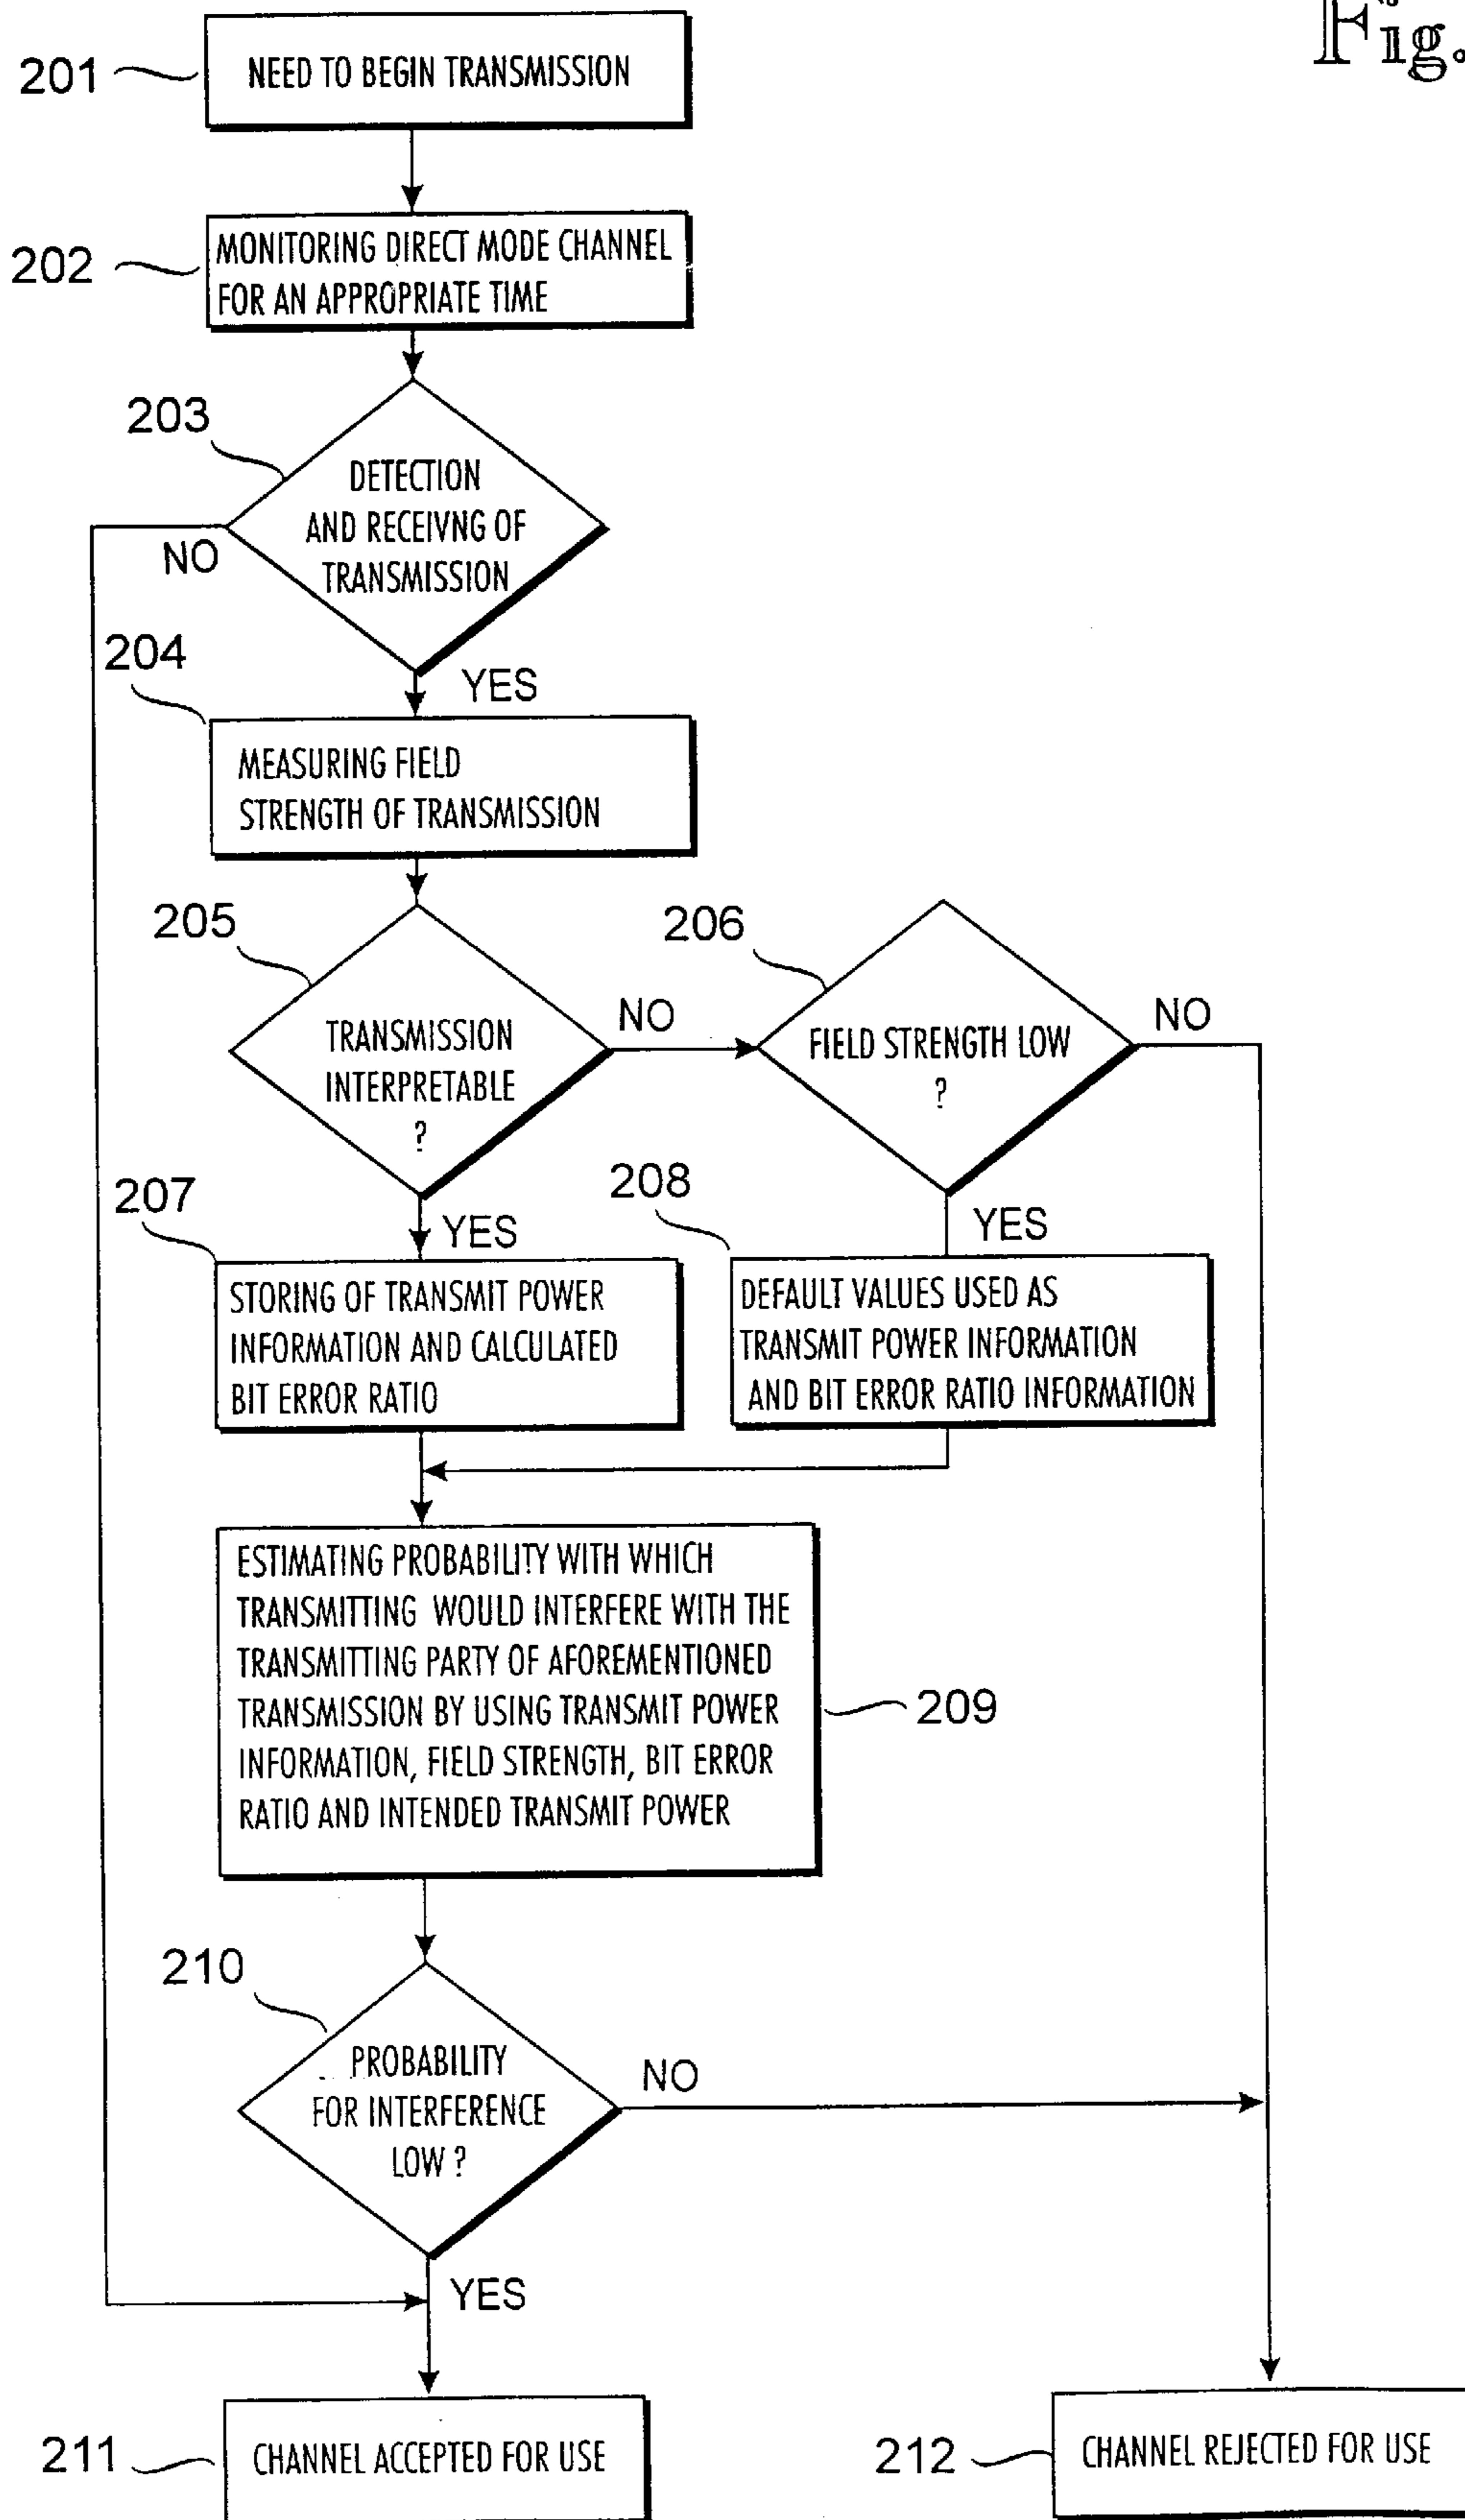 Fig.
201
NEED TO BEGIN TRANSMISSION
202
MONITORING DIRECT MODE CHANNEL
FOR AN APPROPRIATE TIME
203
DETECTION
AND RECEIVNG OF
TRANSMISSION
NO
204
YES
MEASURING FIELD
STRENGTH OF TRANSMISSION
205
206
TRANSMISSION
INTERPRETABLE
?
NO
FIELD STRENGTH LOW
?
NO
207
YES
208
YES
STORING OF TRANSMIT POWER
INFORMATION AND CALCULATED
BIT ERROR RATIO
DEFAULT VALUES USED AS
TRANSMIT POWER INFORMATION
AND BIT ERROR RATIO INFORMATION
ESTIMATING PROBABILITY WITH WHICH
TRANSMITTING WOULD INTERFERE WITH THE
TRANSMITTING PARTY OF AFOREMENTIONED
TRANSMISSION BY USING TRANSMIT POWER
INFORMATION, FIELD STRENGTH, BIT ERROR
RATIO AND INTENDED TRANSMIT POWER
209
210
PROBABILITY
FOR INTERFERENCE
LOW ?
NO
YES
211
CHANNEL ACCEPTED FOR USE
212
CHANNEL REJECTED FOR USE